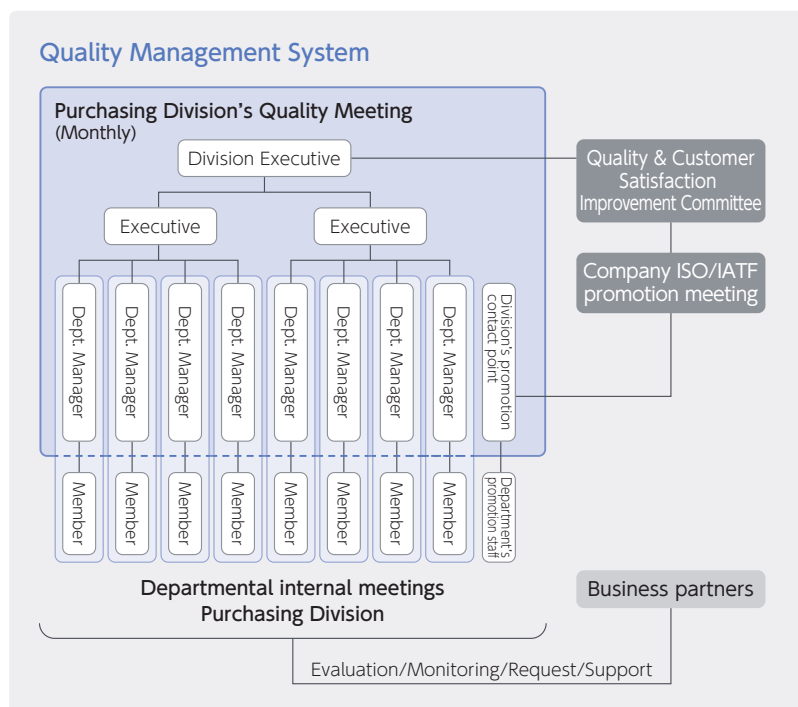 Quality Management System
Purchasing Division's Quality Meeting
(Monthly)
Division Executive
Quality & Customer
Satisfaction
Improvement Committee
Executive
Executive
Company ISO/IATF
promotion meeting
Dept. Manager
Dept. Manager
Dept. Manager
Dept. Manager
Dept. Manager
Dept. Manager
Dept. Manager
Dept. Manager
Division's promotion
contact point
Member
Member
Member
Member
Member
Member
Member
Member
Department's
promotion staff
Departmental internal meetings
Purchasing Division
Business partners
Evaluation/Monitoring/Request/Support